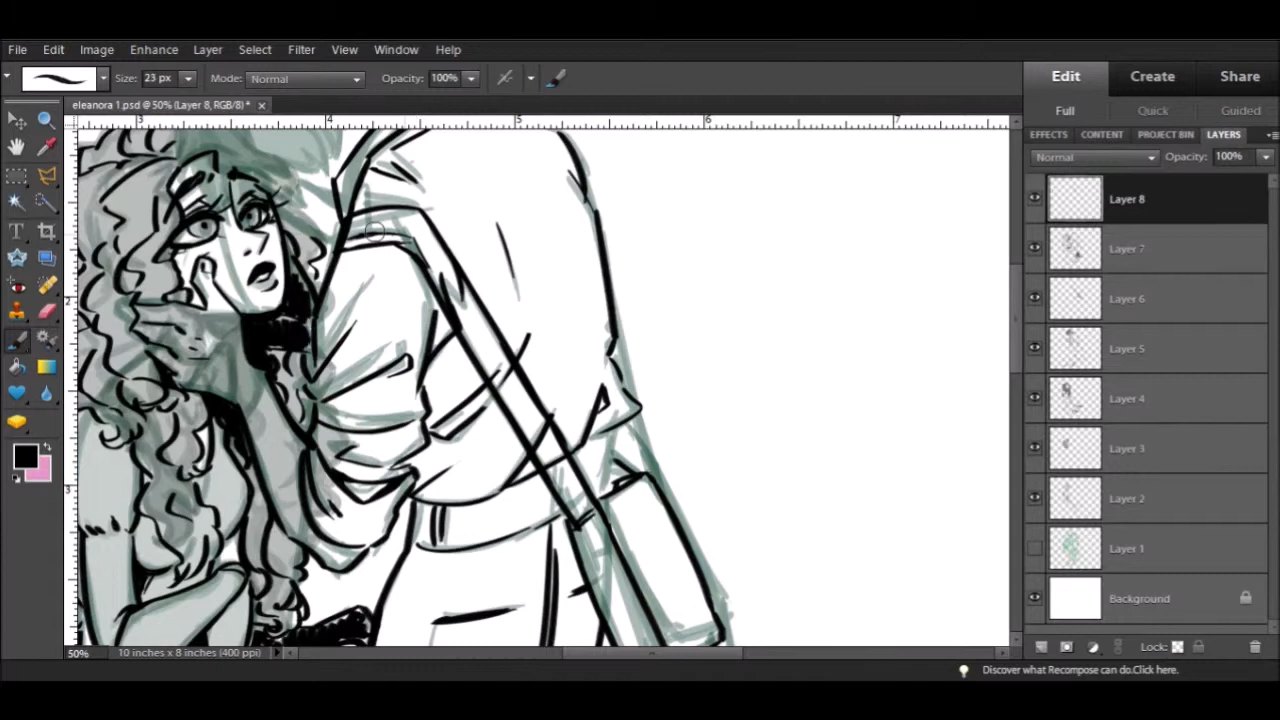 File Edit Image Enhance Layer Select Filter View Window Help
Size: 23 px Mode: Normal Opacity: 100%
Edit Create Share
eleanora 1.psd @ 50% (Layer 8, RGB/8) *
Full Quick Guided
EFFECTS CONTENT PROJECT BIN LAYERS
Normal Opacity: 100%
3 4 5 6 7
Layer 8
Layer 7
2
Layer 6
Layer 5
Layer 4
Layer 3
3
Layer 2
Layer 1
Background
50% 10 inches x 8 inches (400 ppi)
Lock:
Discover what Recompose can do.Click here.